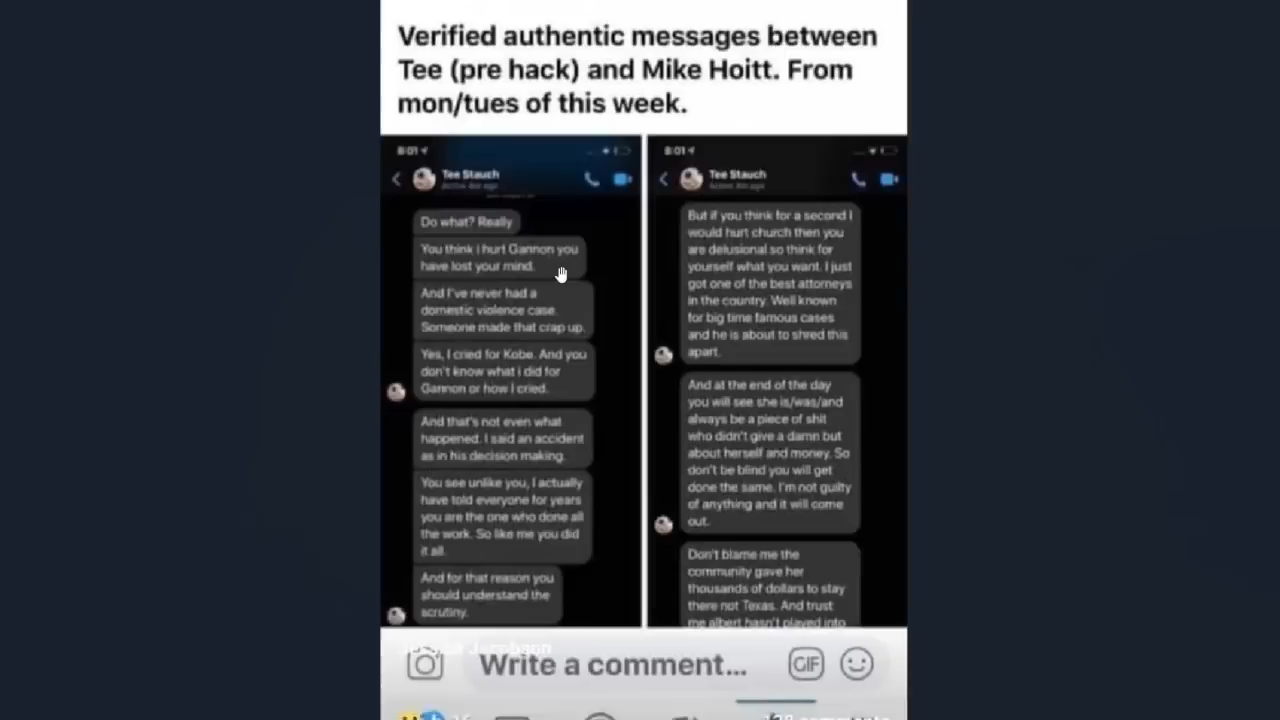 Verified authentic messages between
Tee (pre hack) and Mike Hoitt. From
mon/tues of this week.
8:01
Tee Stauch
Do what? Really
You think i hurt Gannon you
have lost your mind.
And I've never had a
domestic violence case.
Someone made that crap up.
Yes, I cried for Kobe. And you
don't know what i did for
Gannon or how I cried.
And that's not even what
happened. I said an accident
as in his decision making.
You see unlike you, I actually
have told everyone for years
you are the one who done all
the work. So like me you did
it all.
And for that reason you
should understand the
scrutiny.
8:01
Tee Stauch
But if you think for a second I
would hurt church then you
are delusional so think for
yourself what you want. I just
got one of the best attorneys
in the country. Well known
for big time famous cases
and he is about to shred this
apart.
And at the end of the day
you will see she is/was/and
always be a piece of shit
who didn't give a damn but
about herself and money. So
don't be blind you will get
done the same. I'm not guilty
of anything and it will come
out.
Don't blame me the
community gave her
thousands of dollars to stay
there not Texas. And trust
me albert hasn't played into
Jacobson
Write a comment...
GIF
comments